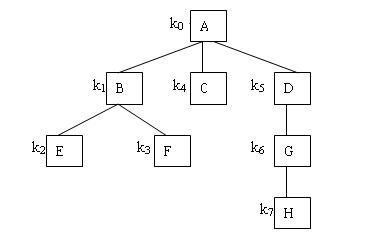 k₀ A
k₁ B k₄ C k₅ D
k₂ E k₃ F k₆ G
k₇ H